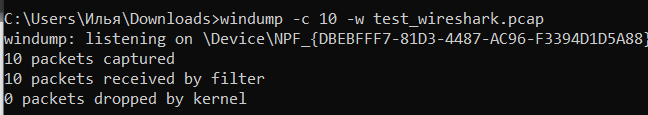 C:\Users\Илья\Downloads>windump -c 10 -w test_wireshark.pcap
windump: listening on \Device\NPF_{DBEBFFF7-81D3-4487-AC96-F3394D1D5A88}
10 packets captured
10 packets received by filter
0 packets dropped by kernel